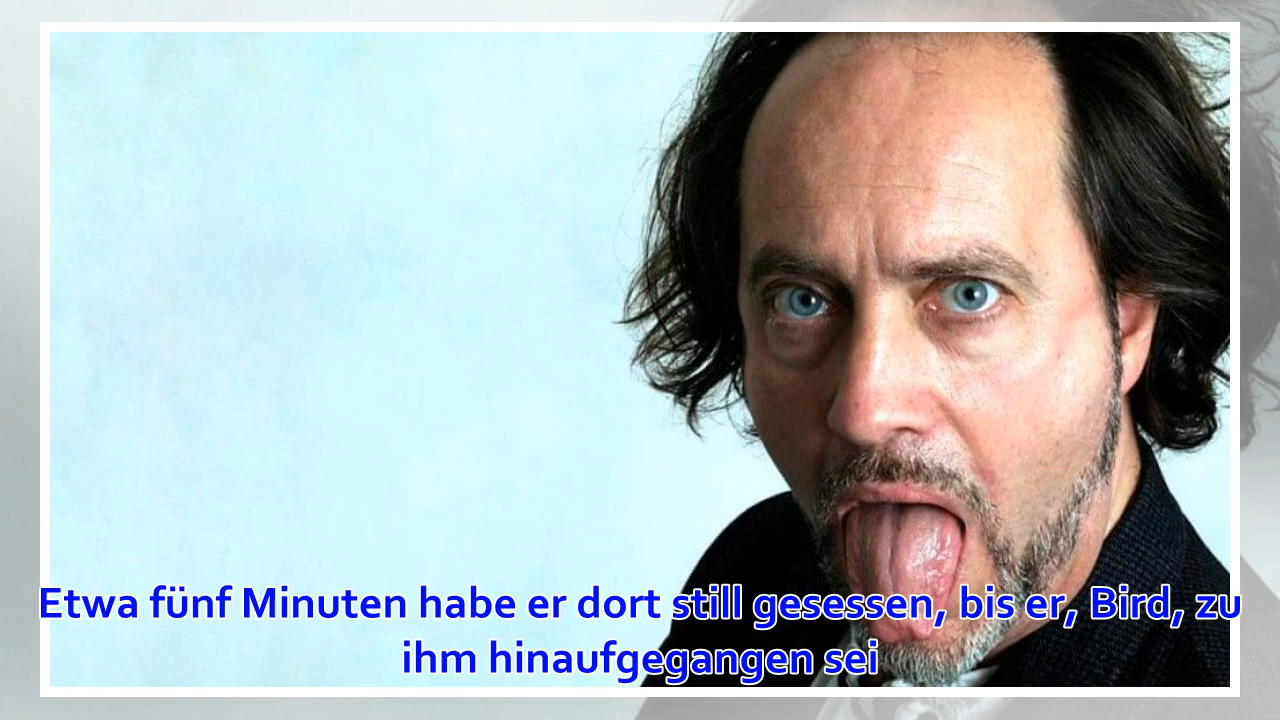 Etwa fünf Minuten habe er dort still gesessen, bis er, Bird, zu
ihm hinaufgegangen sei